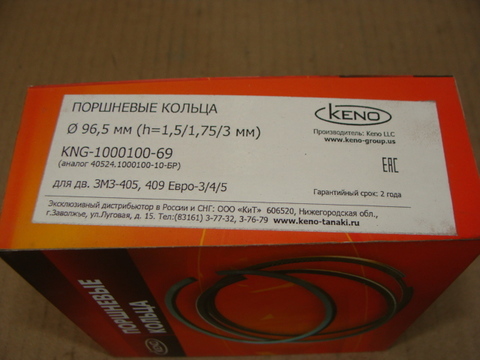 ПОРШНЕВЫЕ КОЛЬЦА
Ø 96,5 мм (h=1,5/1,75/3 мм)
KNG-1000100-69
(аналог 40524.1000100-10-БР)
для дв. ЗМЗ-405, 409 Евро-3/4/5
KENO
Производитель: Keno LLC
www.keno-group.us
EAC
Гарантийный срок: 2 года
Эксклюзивный дистрибьютор в России и СНГ: ООО «КиТ» 606520, Нижегородская обл.,
г.Заволжье, ул.Луговая, д. 15. Тел:(83161) 3-77-32, 3-76-79 www.keno-tanaki.ru
ПОРШНЕВЫЕ
КОЛЬЦА
KENO